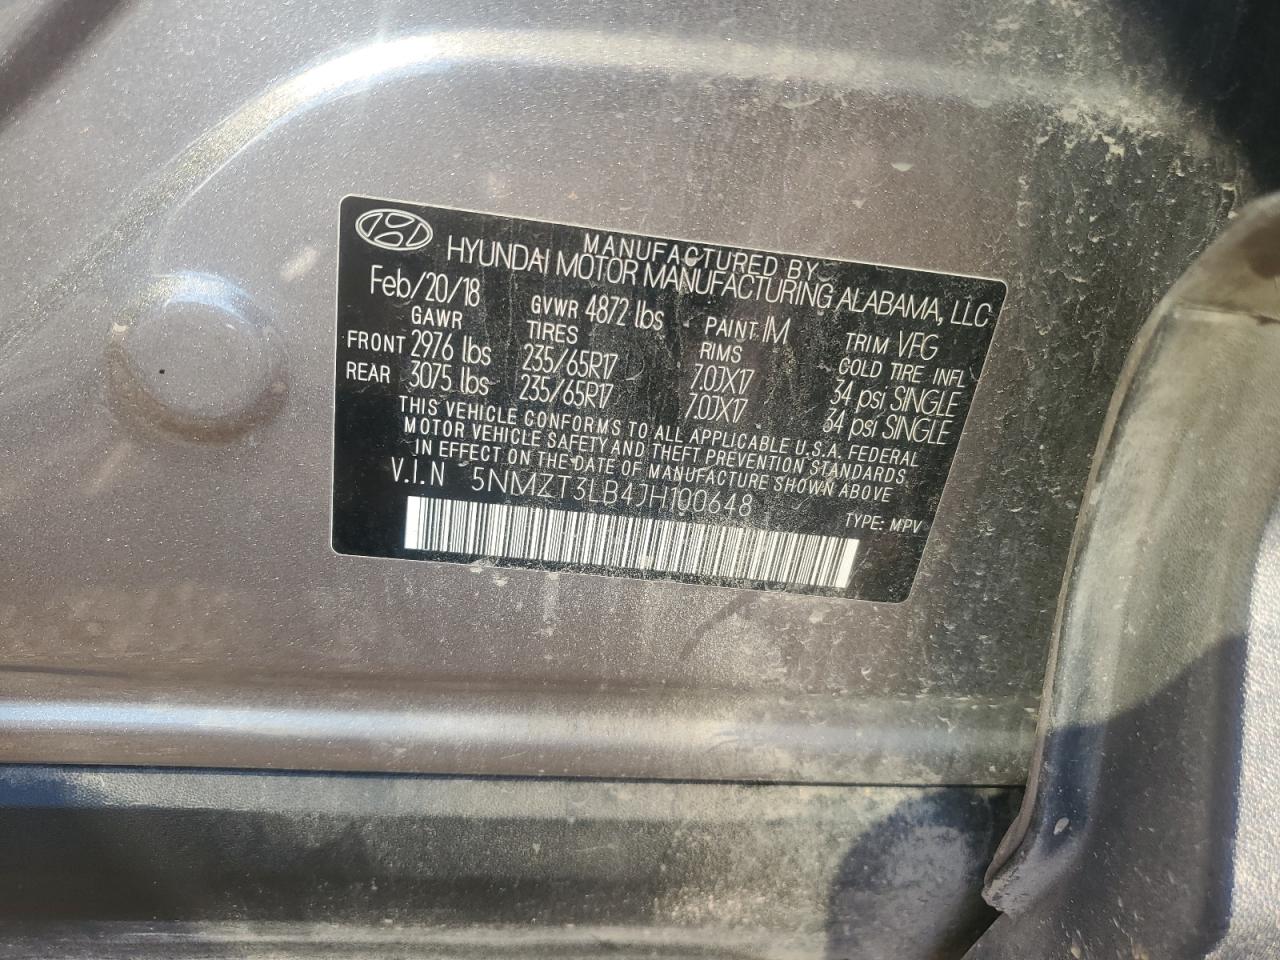 MANUFACTURED BY
HYUNDAI MOTOR MANUFACTURING ALABAMA, LLC
Feb/20/18 GVWR 4872 lbs PAINT 1M TRIM VFG
GAWR TIRES RIMS COLD TIRE INFL
FRONT 2976 lbs 235/65R17 7.0JX17 34 psi SINGLE
REAR 3075 lbs 235/65R17 7.0JX17 34 psi SINGLE
THIS VEHICLE CONFORMS TO ALL APPLICABLE U.S.A. FEDERAL
MOTOR VEHICLE SAFETY AND THEFT PREVENTION STANDARDS
IN EFFECT ON THE DATE OF MANUFACTURE SHOWN ABOVE
V.I.N 5NMZT3LB4JH100648
TYPE: MPV